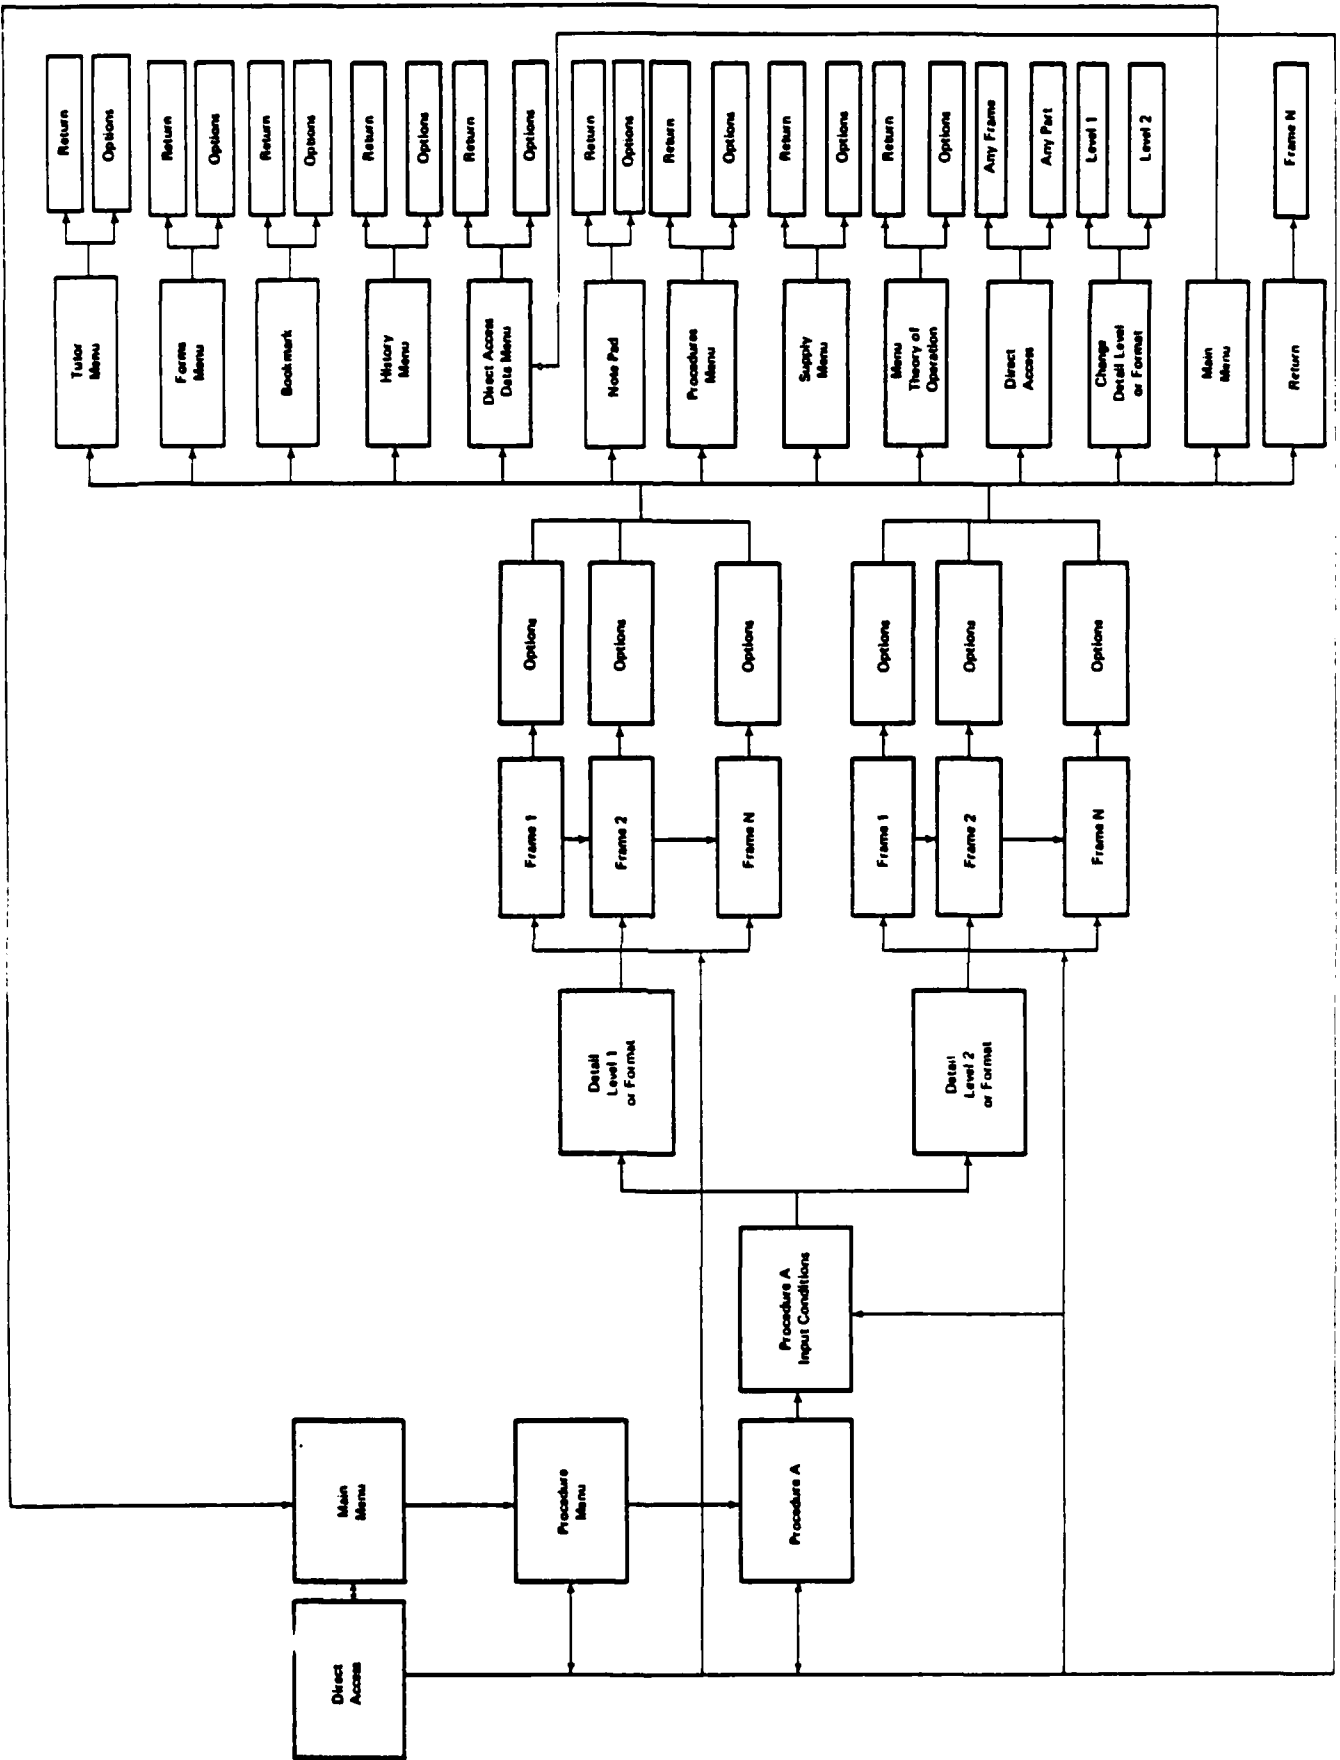 Return
Options
Return
Options
Return
Options
Return
Options
Return
Options
Return
Options
Return
Options
Return
Options
Return
Options
Any Frame
Any Part
Level 1
Level 2
Frame N
Tutor
Menu
Forms
Menu
Bookmark
History
Menu
Direct Access
Data Menu
Note Pad
Procedures
Menu
Supply
Menu
Menu
Theory of
Operation
Direct
Access
Change
Detail Level
or Format
Main
Menu
Return
Options
Options
Options
Options
Options
Options
Frame 1
Frame 2
Frame N
Frame 1
Frame 2
Frame N
Detail
Level 1
or Format
Detail
Level 2
or Format
Procedure A
Input Conditions
Main
Menu
Procedure
Menu
Procedure A
Direct
Access